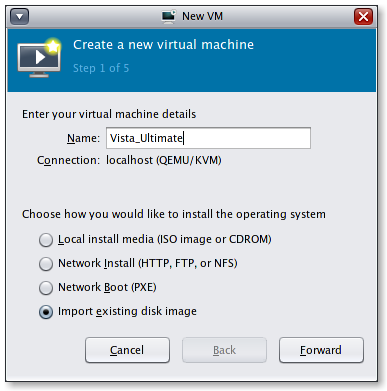 New VM
Create a new virtual machine
Step 1 of 5
Enter your virtual machine details
Name: Vista_Ultimate
Connection: localhost (QEMU/KVM)
Choose how you would like to install the operating system
Local install media (ISO image or CDROM)
Network Install (HTTP, FTP, or NFS)
Network Boot (PXE)
Import existing disk image
Cancel Back Forward